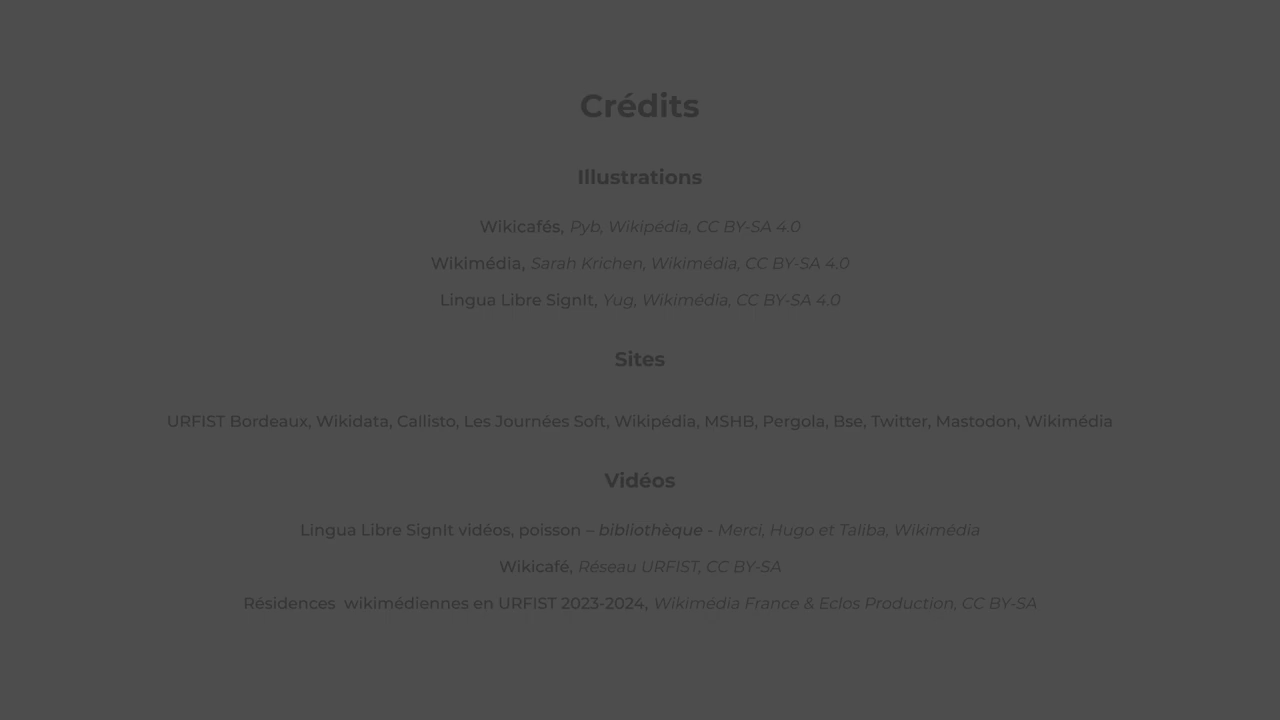 Crédits
Illustrations
Wikicafés, Pyb, Wikipédia, CC BY-SA 4.0
Wikimédia, Sarah Krichen, Wikimédia, CC BY-SA 4.0
Lingua Libre SignIt, Yug, Wikimédia, CC BY-SA 4.0
Sites
URFIST Bordeaux, Wikidata, Callisto, Les Journées Soft, Wikipédia, MSHB, Pergola, Bse, Twitter, Mastodon, Wikimédia
Vidéos
Lingua Libre SignIt vidéos, poisson – bibliothèque - Merci, Hugo et Taliba, Wikimédia
Wikicafé, Réseau URFIST, CC BY-SA
Résidences  wikimédiennes en URFIST 2023-2024, Wikimédia France & Eclos Production, CC BY-SA